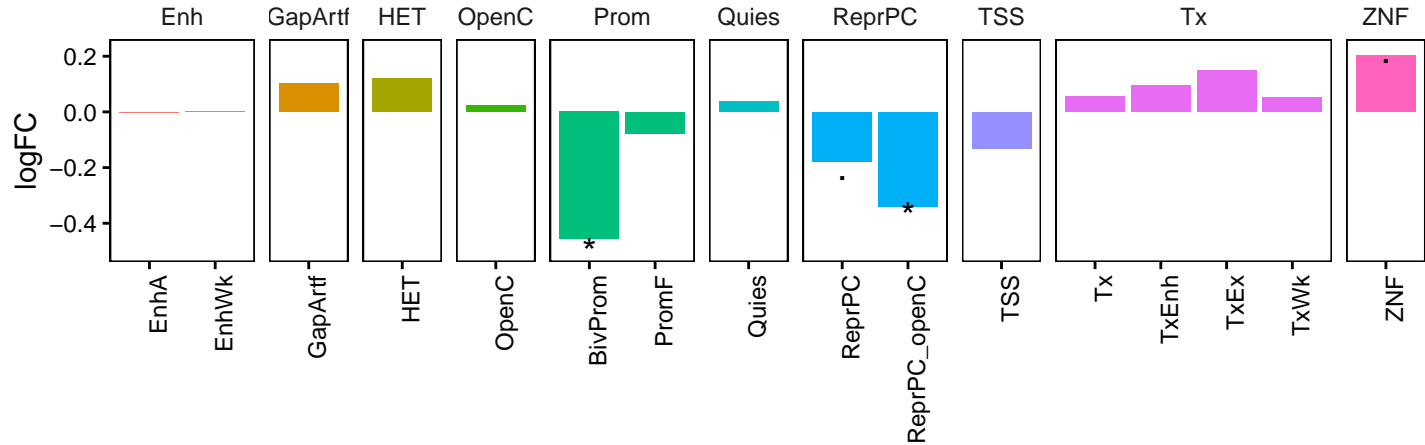 Enh GapArtf HET OpenC Prom Quies ReprPC TSS Tx ZNF
logFC
0.2
0.0
−0.2
−0.4
.
.
*
*
EnhA
EnhWk
GapArtf
HET
OpenC
BivProm
PromF
Quies
ReprPC
ReprPC_openC
TSS
Tx
TxEnh
TxEx
TxWk
ZNF